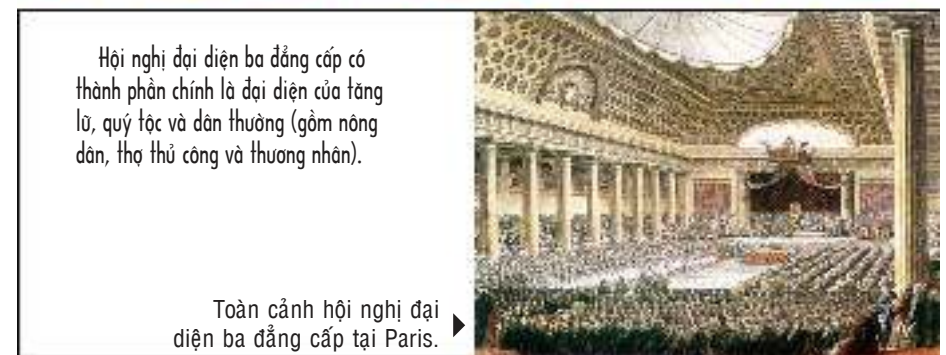 Hội nghị đại diện ba đẳng cấp có
thành phần chính là đại diện của tăng
lữ, quý tộc và dân thường (gồm nông
dân, thợ thủ công và thương nhân).
Toàn cảnh hội nghị đại
diện ba đẳng cấp tại Paris.